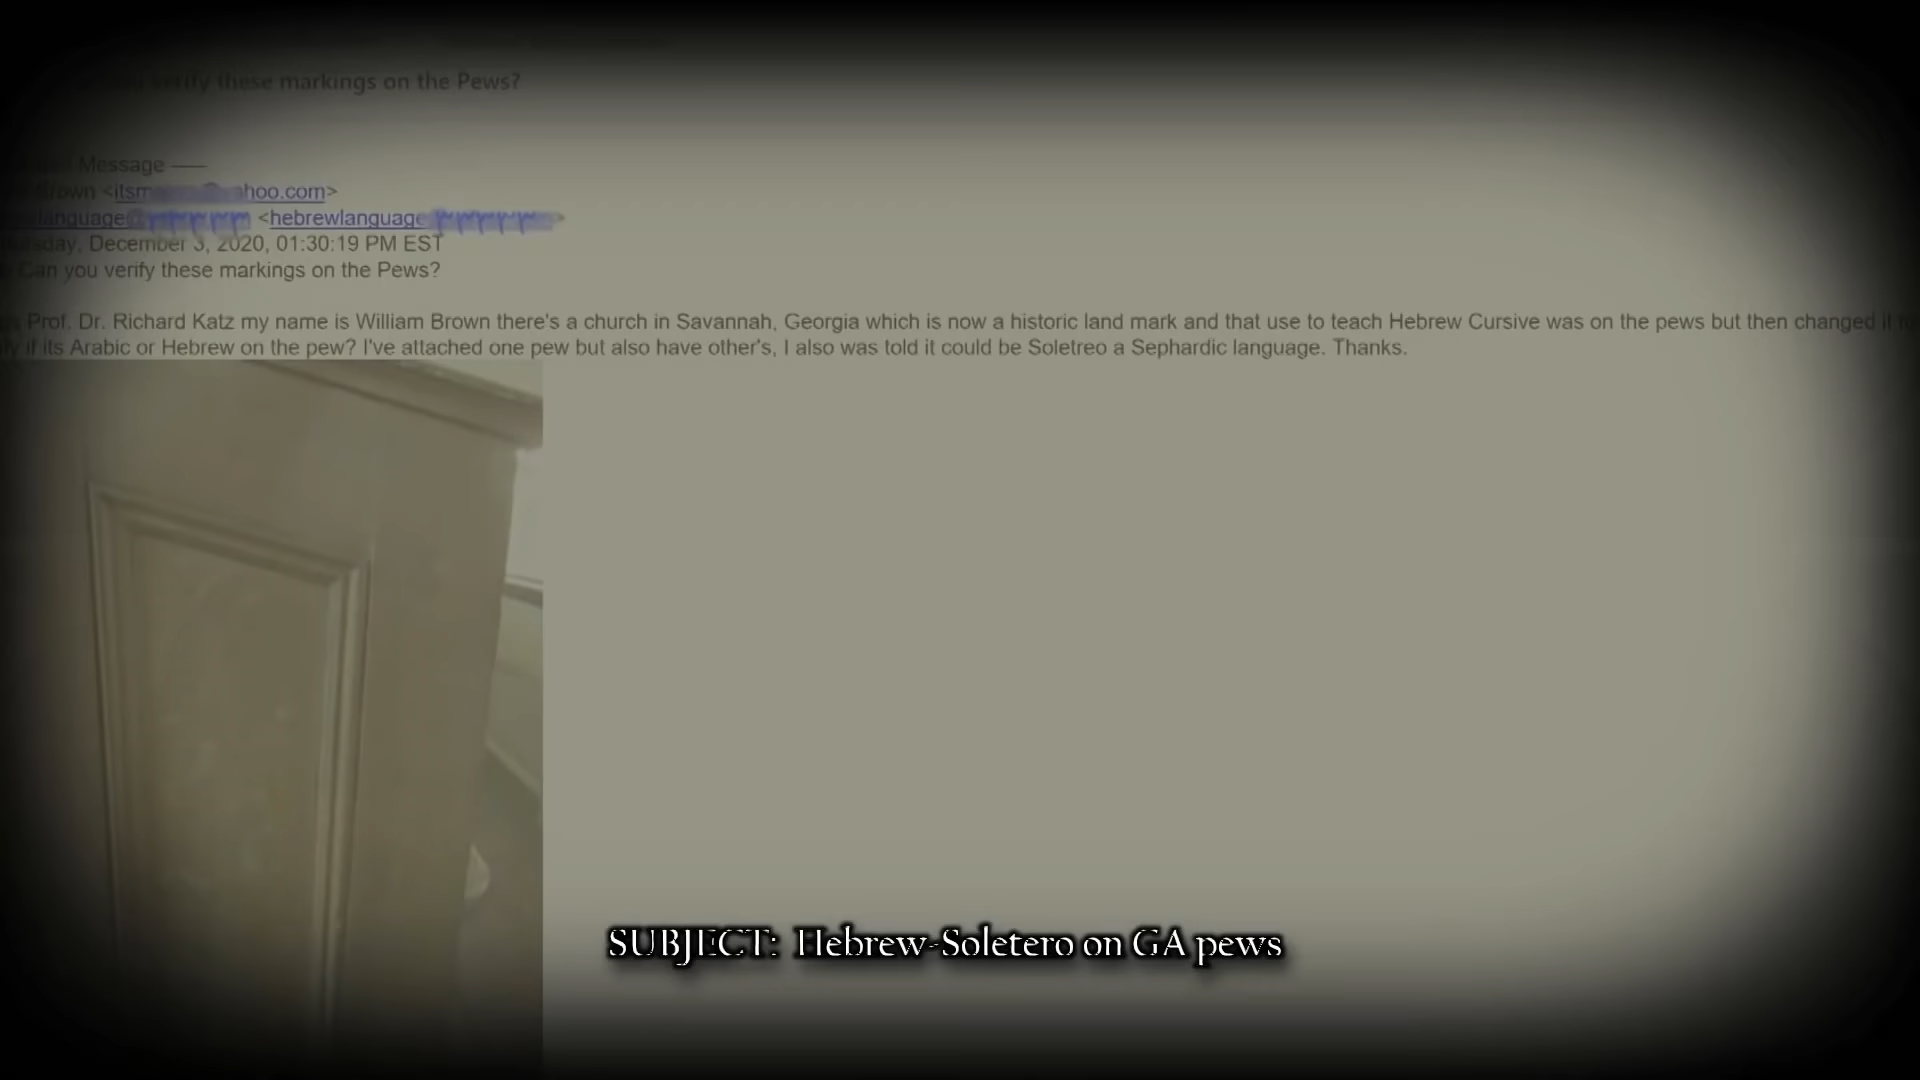 verify these markings on the Pews?
Message
Brown <itsm hoo.com>
language@ <hebrewlanguage
December 3, 2020, 01:30:19 PM EST
Can you verify these markings on the Pews?
Prof. Dr. Richard Katz my name is William Brown there's a church in Savannah, Georgia which is now a historic land mark and that use to teach Hebrew Cursive was on the pews but then changed it
if its Arabic or Hebrew on the pew? I've attached one pew but also have other's, I also was told it could be Soletreo a Sephardic language. Thanks.
SUBJECT: Hebrew-Soletero on GA pews